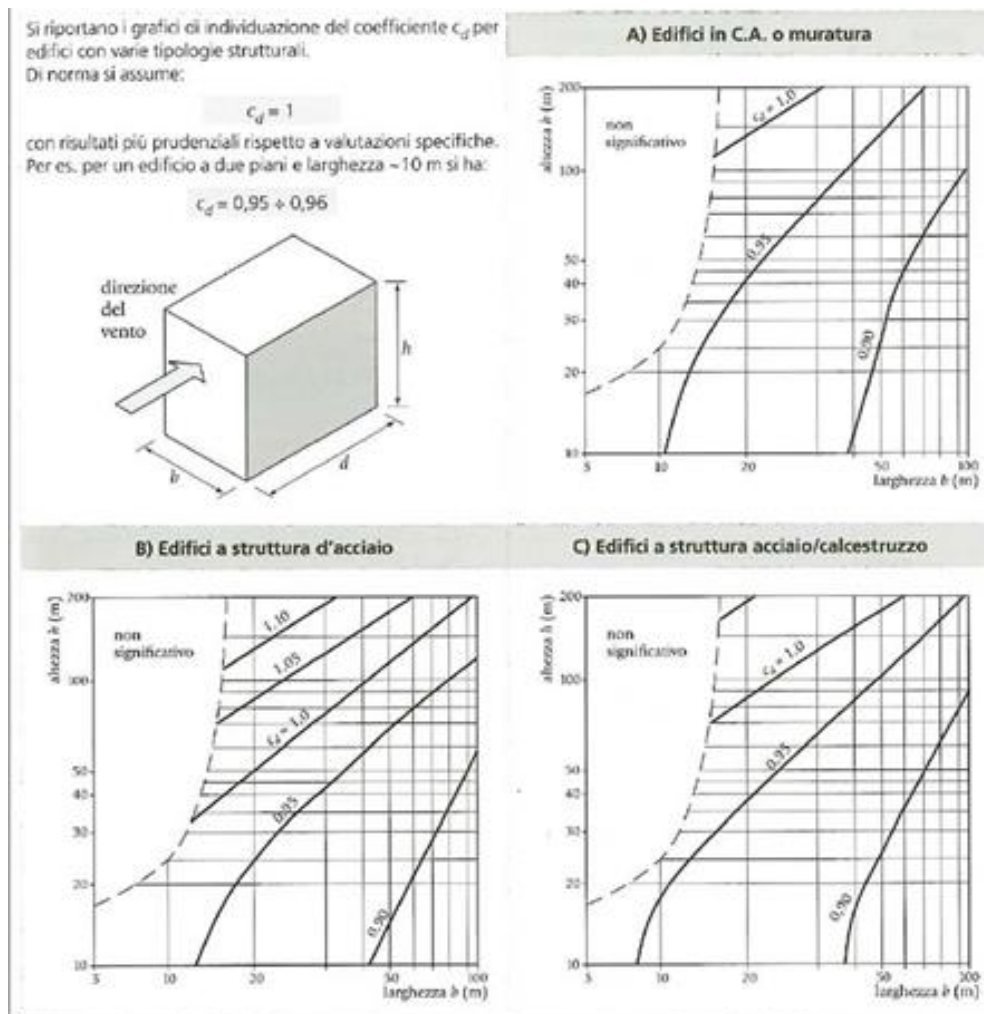 Si riportano i grafici di individuazione del coefficiente c_d per
edifici con varie tipologie strutturali.
Di norma si assume:
c_d = 1
con risultati più prudenziali rispetto a valutazioni specifiche.
Per es. per un edificio a due piani e larghezza ~10 m si ha:
c_d = 0,95 ÷ 0,96
direzione
del
vento
h
b
d
A) Edifici in C.A. o muratura
altezza h (m)
200
100
50
40
30
20
10
non
significativo
c_d = 1,0
0,95
0,90
5
10
20
50
100
larghezza b (m)
B) Edifici a struttura d'acciaio
altezza h (m)
200
100
50
40
30
20
10
non
significativo
1,10
1,05
c_d = 1,0
0,95
0,90
5
10
20
50
100
larghezza b (m)
C) Edifici a struttura acciaio/calcestruzzo
altezza h (m)
200
100
50
40
30
20
10
non
significativo
c_d = 1,0
0,95
0,90
5
10
20
50
100
larghezza b (m)